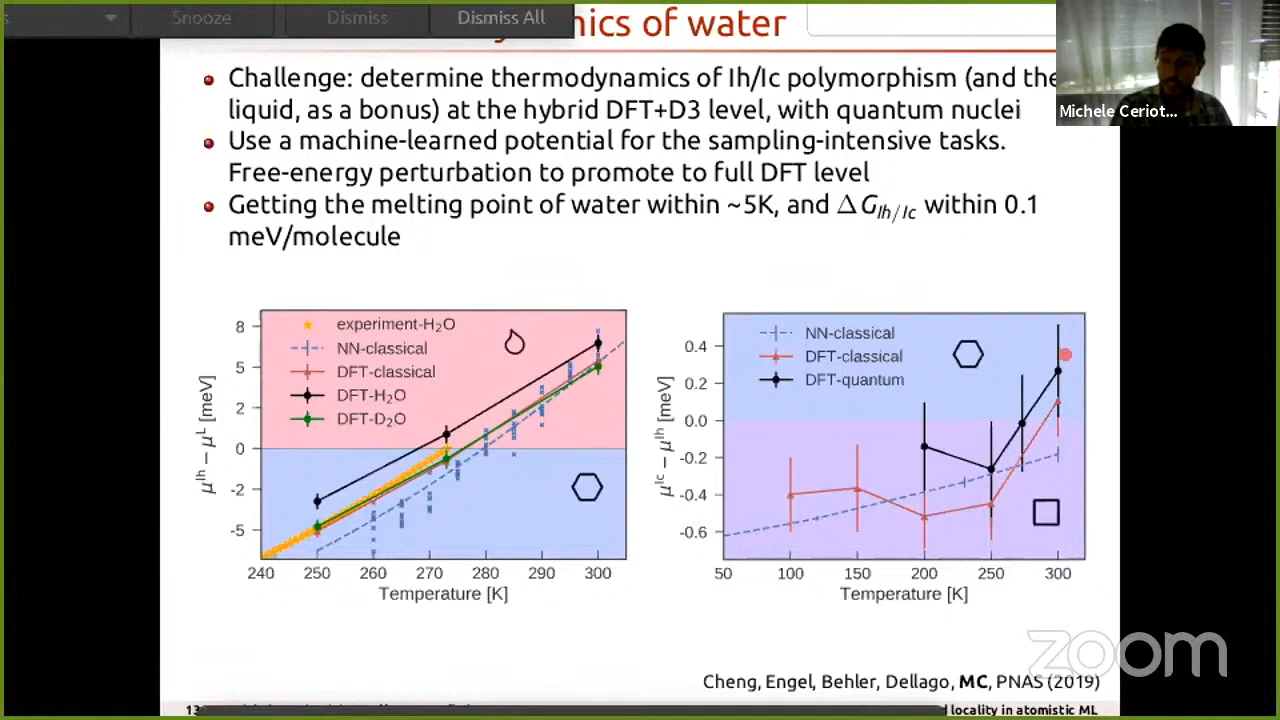 Snooze
Dismiss
Dismiss All
of water
Michele Ceriot...
Challenge: determine thermodynamics of Ih/Ic polymorphism (and the
liquid, as a bonus) at the hybrid DFT+D3 level, with quantum nuclei
Use a machine-learned potential for the sampling-intensive tasks.
Free-energy perturbation to promote to full DFT level
Getting the melting point of water within ~5K, and ΔG_{Ih/Ic} within 0.1
meV/molecule
experiment-H₂O
NN-classical
DFT-classical
DFT-H₂O
DFT-D₂O
8
5
2
0
-2
-5
μ^{Ih} − μ^{L} [meV]
240 250 260 270 280 290 300
Temperature [K]
NN-classical
DFT-classical
DFT-quantum
0.4
0.2
0.0
-0.2
-0.4
-0.6
μ^{Ic} − μ^{Ih} [meV]
50 100 150 200 250 300
Temperature [K]
zoom
Cheng, Engel, Behler, Dellago, MC, PNAS (2019)
locality in atomistic ML